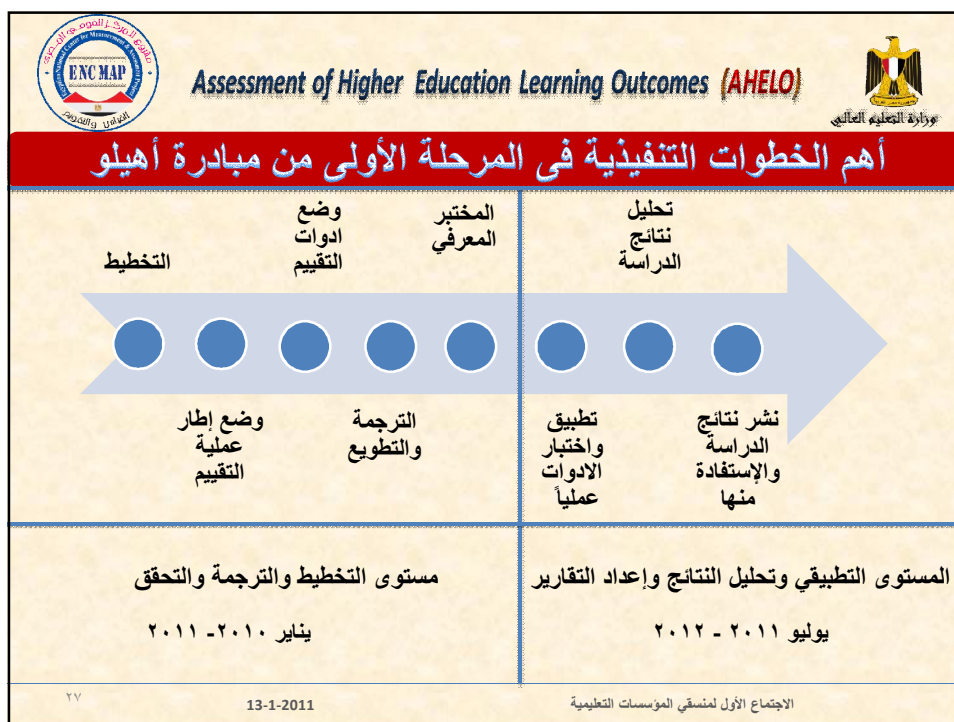 ENC MAP
Assessment of Higher Education Learning Outcomes (AHELO)
وزارة التعليم العالي
أهم الخطوات التنفيذية فى المرحلة الأولى من مبادرة أهيلو
التخطيط
وضع
ادوات
التقييم
المختبر
المعرفي
تحليل
نتائج
الدراسة
وضع إطار
عملية
التقييم
الترجمة
والتطويع
تطبيق
واختبار
الادوات
عملياً
نشر نتائج
الدراسة
والإستفادة
منها
مستوى التخطيط والترجمة والتحقق
يناير ٢٠١٠- ٢٠١١
المستوى التطبيقي وتحليل النتائج وإعداد التقارير
يوليو ٢٠١١ - ٢٠١٢
٢٧
13-1-2011
الاجتماع الأول لمنسقي المؤسسات التعليمية